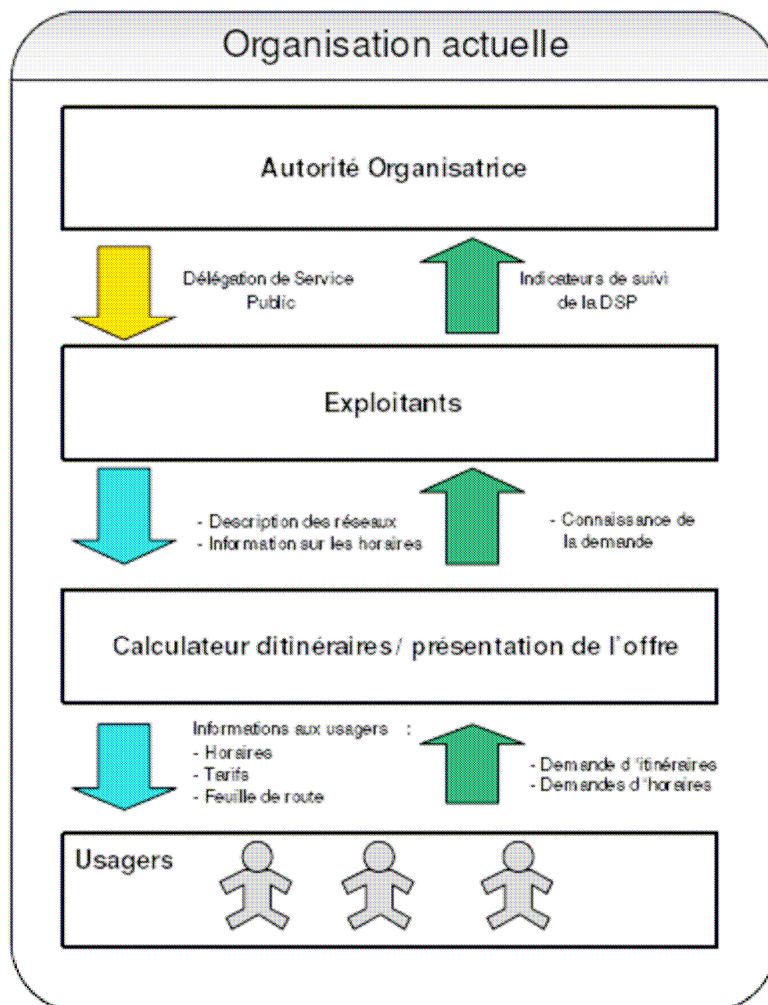 Organisation actuelle
Autorité Organisatrice
Délégation de Service
Public
Indicateurs de suivi
de la DSP
Exploitants
- Description des réseaux
- Information sur les horaires
- Connaissance de
la demande
Calculateur ditinéraires / présentation de l'offre
Informations aux usagers :
- Horaires
- Tarifs
- Feuille de route
- Demande d 'itinéraires
- Demandes d 'horaires
Usagers